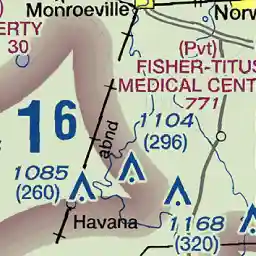 Monroeville
Norw
ERTY
30
(Pvt)
FISHER-TITUS
MEDICAL CENT
771
16
abnd
1104
(296)
1085
(260)
Havana
1168
(320)